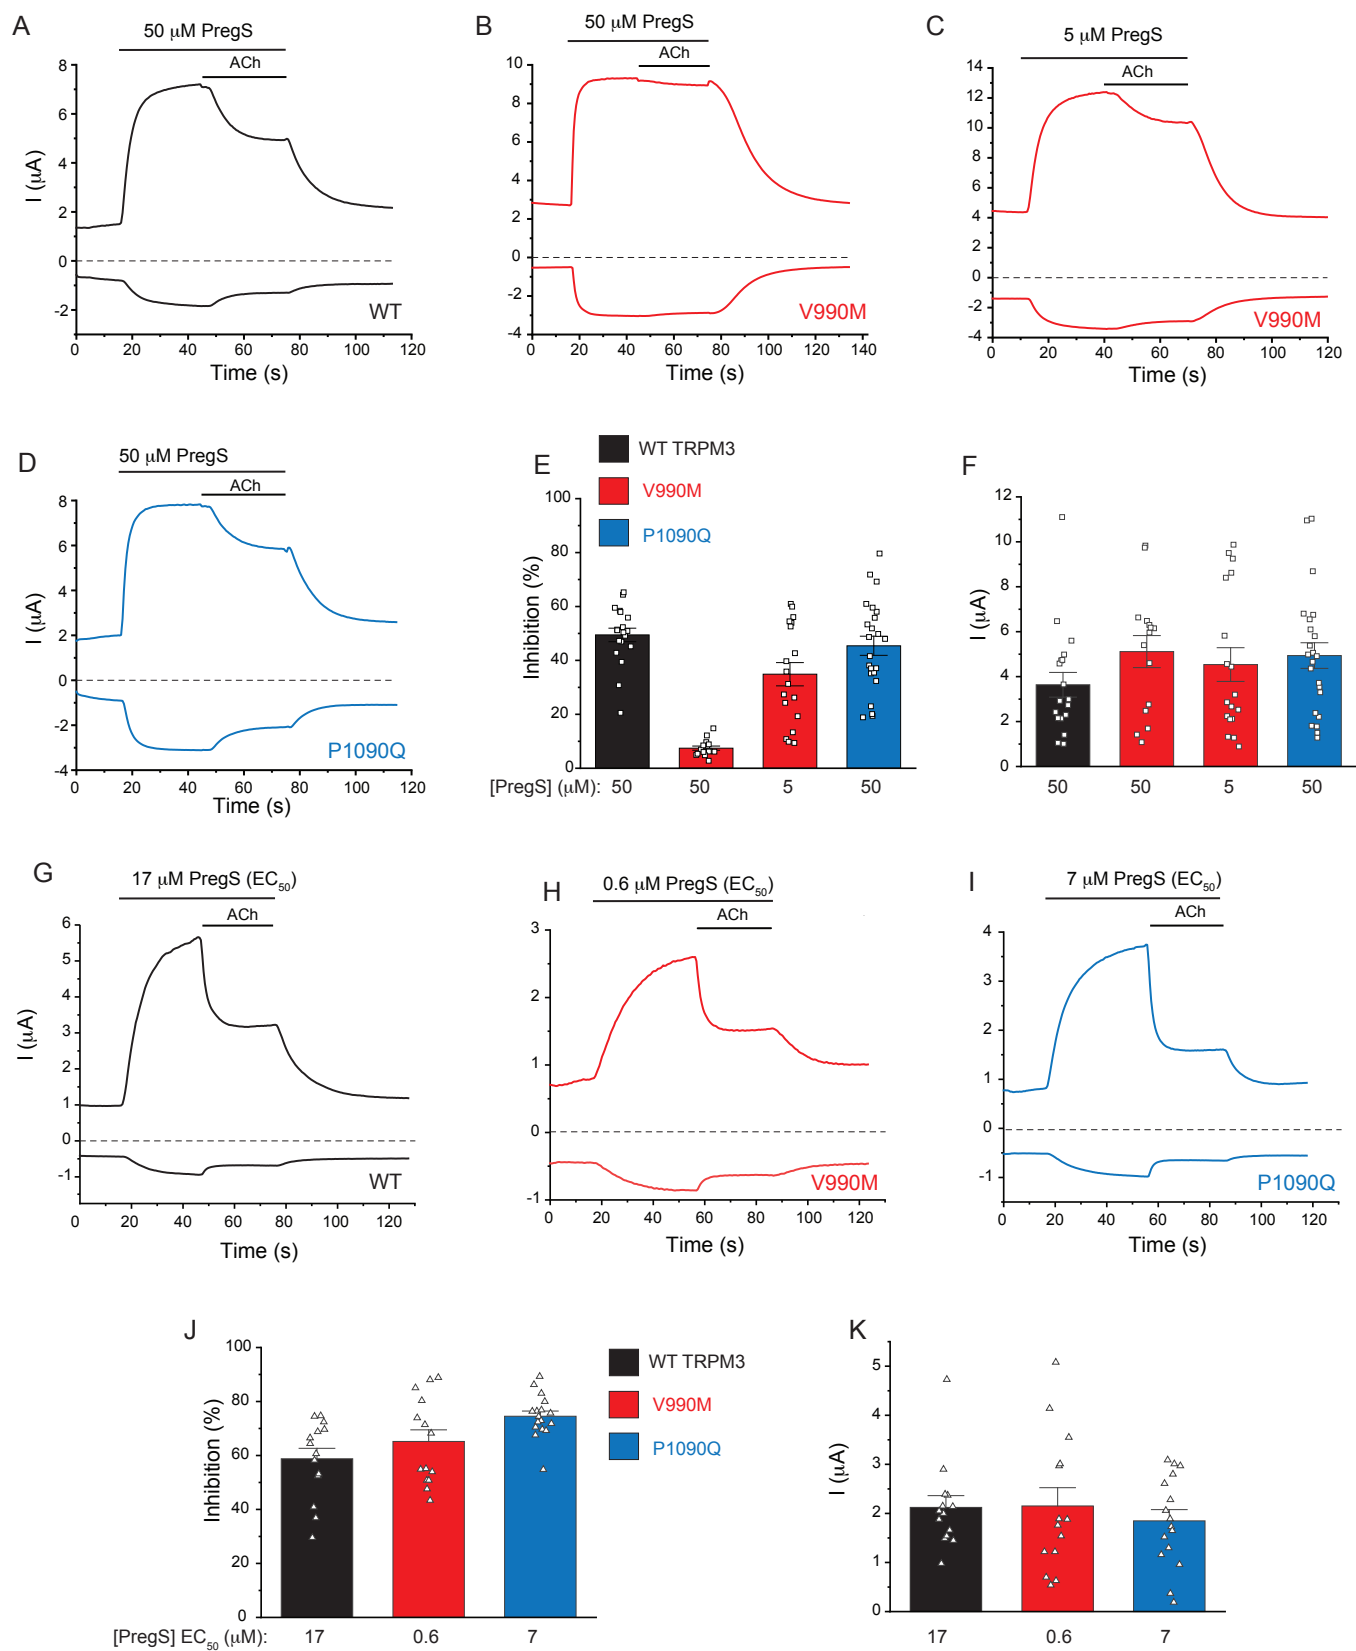 A
50 μM PregS
ACh
8
6
4
2
0
-2
I (μA)
WT
0 20 40 60 80 100 120
Time (s)
B
50 μM PregS
ACh
10
8
6
4
2
0
-2
-4
V990M
0 20 40 60 80 100 120 140
Time (s)
C
5 μM PregS
ACh
14
12
10
8
6
4
2
0
-2
-4
V990M
0 20 40 60 80 100 120
Time (s)
D
50 μM PregS
ACh
8
6
4
2
0
-2
-4
I (μA)
P1090Q
0 20 40 60 80 100 120
Time (s)
E
WT TRPM3
V990M
P1090Q
100
80
60
40
20
0
Inhibition (%)
[PregS] (μM): 50 50 5 50
F
12
10
8
6
4
2
0
I (μA)
50 50 5 50
G
17 μM PregS (EC50)
ACh
6
5
4
3
2
1
0
-1
I (μA)
WT
0 20 40 60 80 100 120
Time (s)
H
0.6 μM PregS (EC50)
ACh
3
2
1
0
-1
V990M
0 20 40 60 80 100 120
Time (s)
I
7 μM PregS (EC50)
ACh
4
3
2
1
0
-1
P1090Q
0 20 40 60 80 100 120
Time (s)
J
100
80
60
40
20
0
Inhibition (%)
WT TRPM3
V990M
P1090Q
[PregS] EC50 (μM): 17 0.6 7
K
5
4
3
2
1
0
I (μA)
17 0.6 7